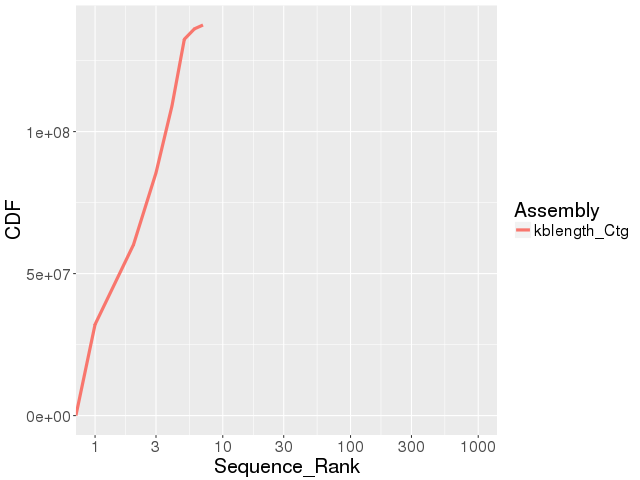 CDF
1e+08
5e+07
0e+00
1 3 10 30 100 300 1000
Sequence_Rank
Assembly
kblength_Ctg